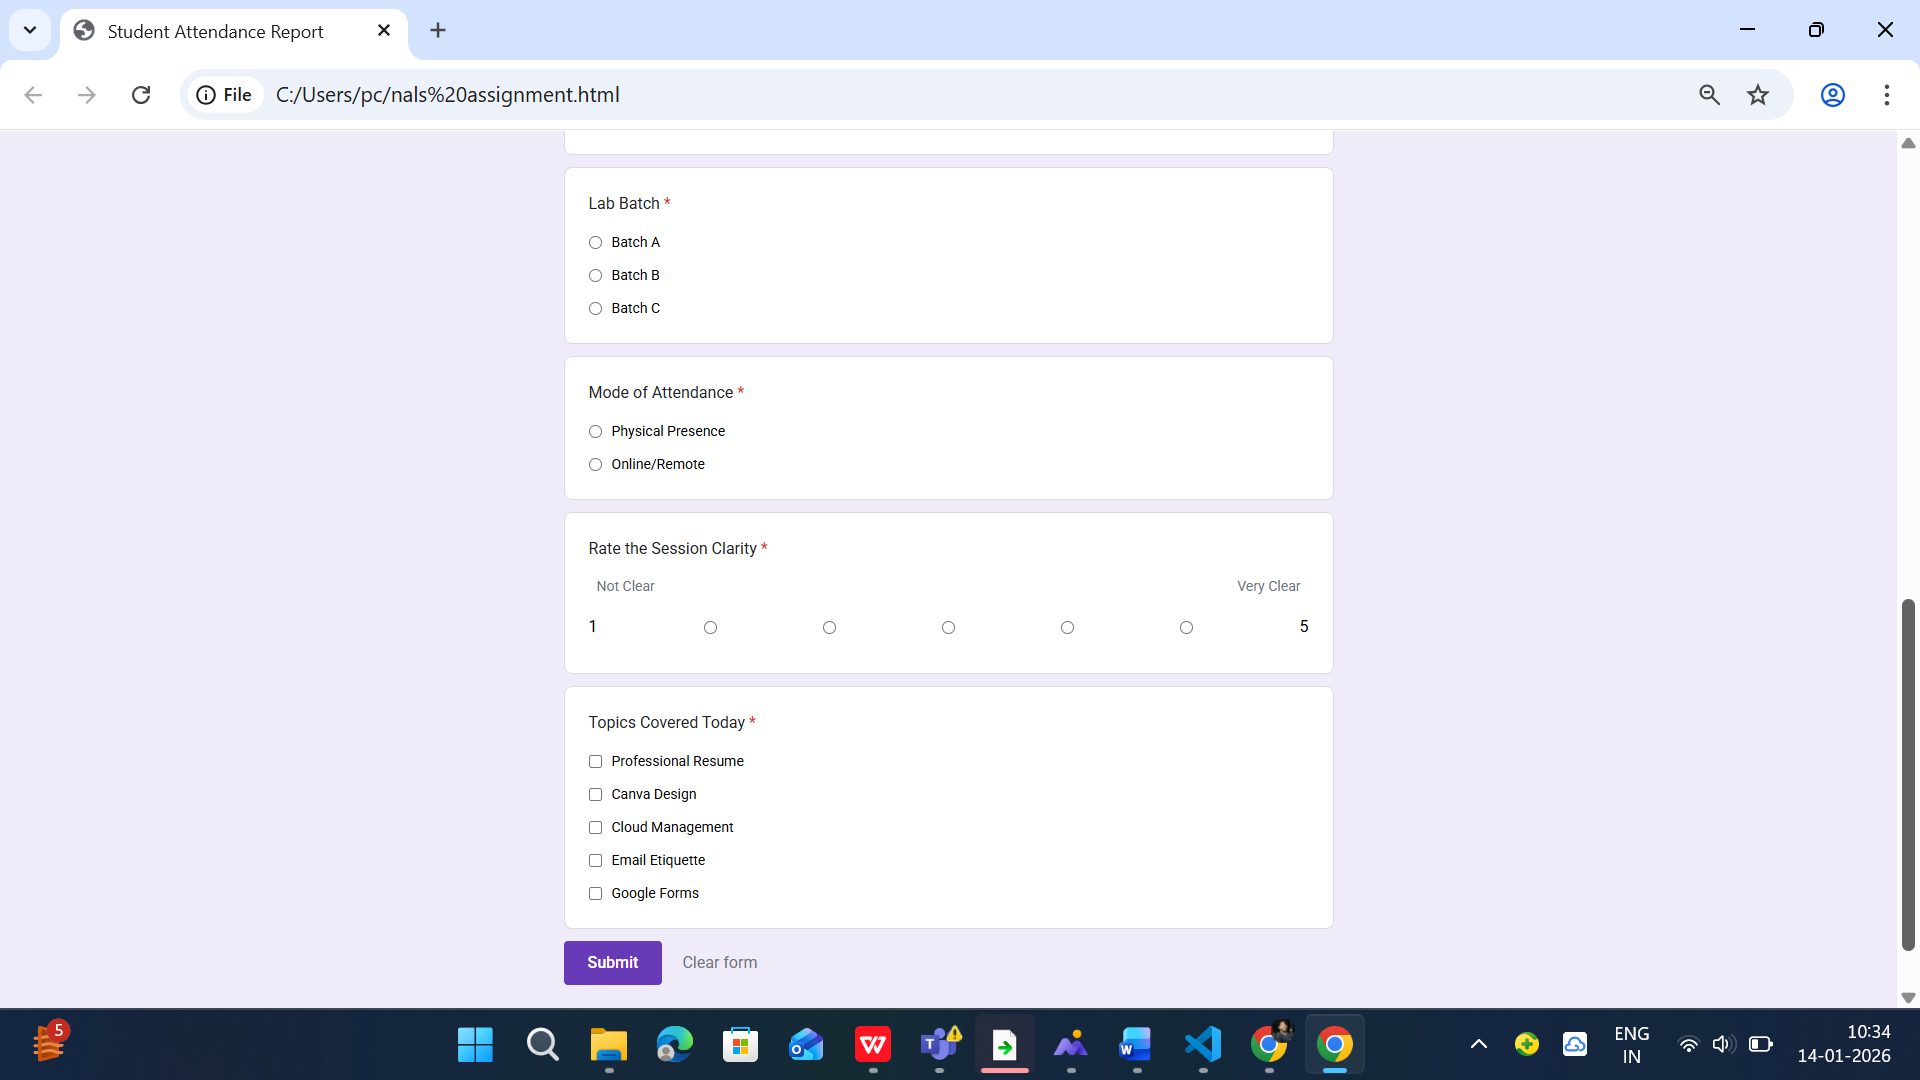 Student Attendance Report
File
C:/Users/pc/nals%20assignment.html
Lab Batch *
Batch A
Batch B
Batch C
Mode of Attendance *
Physical Presence
Online/Remote
Rate the Session Clarity *
Not Clear
Very Clear
1
5
Topics Covered Today *
Professional Resume
Canva Design
Cloud Management
Email Etiquette
Google Forms
Submit
Clear form
5
ENG
IN
10:34
14-01-2026